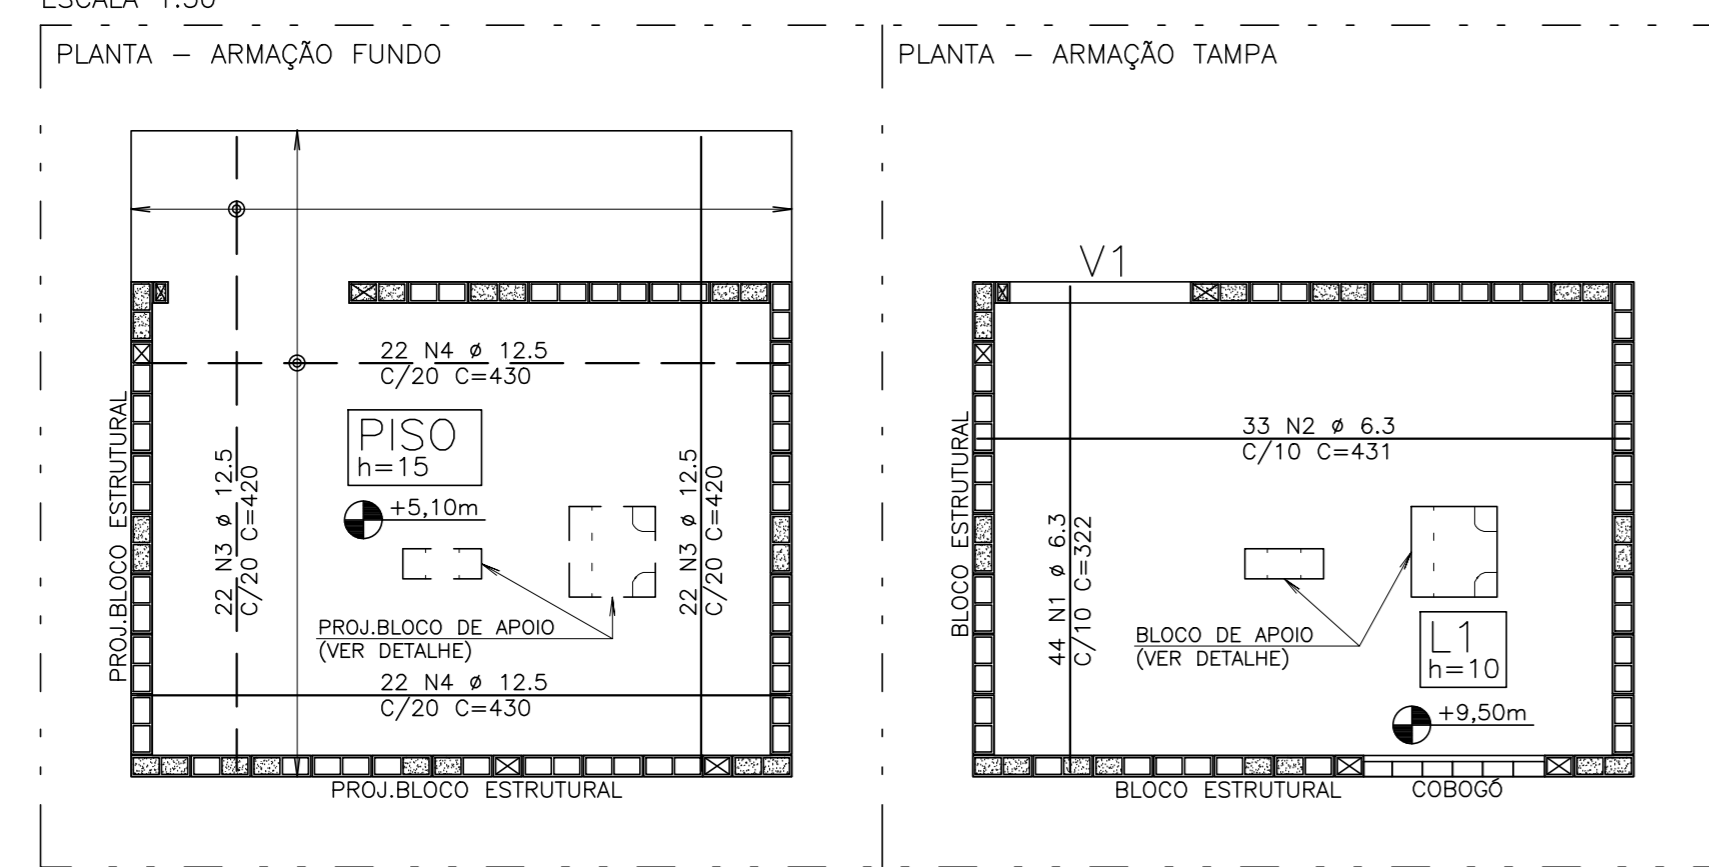 ESCALA 1:50
PLANTA – ARMAÇÃO FUNDO
22 N4 ø 12.5
C/20 C=430
PISO
h=15
+5,10m
22 N3 ø 12.5
C/20 C=420
22 N3 ø 12.5
C/20 C=420
PROJ.BLOCO ESTRUTURAL
PROJ.BLOCO DE APOIO
(VER DETALHE)
22 N4 ø 12.5
C/20 C=430
PROJ.BLOCO ESTRUTURAL
PLANTA – ARMAÇÃO TAMPA
V1
33 N2 ø 6.3
C/10 C=431
BLOCO ESTRUTURAL
44 N1 ø 6.3
C/10 C=322
BLOCO DE APOIO
(VER DETALHE)
L1
h=10
+9,50m
BLOCO ESTRUTURAL
COBOGÓ